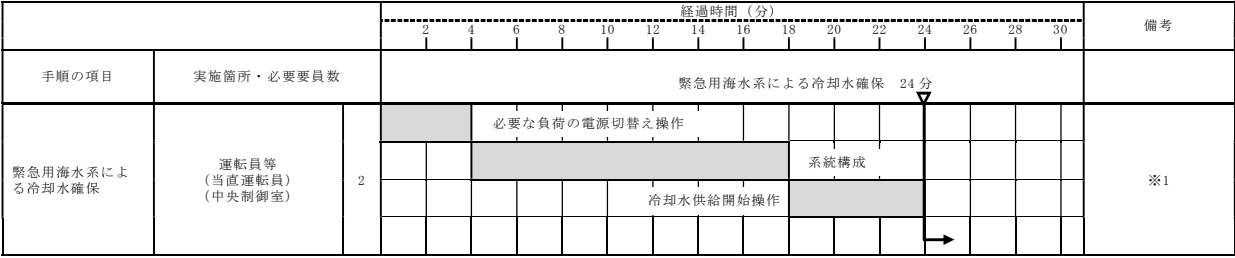 経過時間（分）
備考
2 4 6 8 10 12 14 16 18 20 22 24 26 28 30
手順の項目
実施箇所・必要要員数
緊急用海水系による冷却水確保 24分
緊急用海水系によ
る冷却水確保
運転員等
(当直運転員)
(中央制御室)
2
必要な負荷の電源切替え操作
系統構成
冷却水供給開始操作
※1